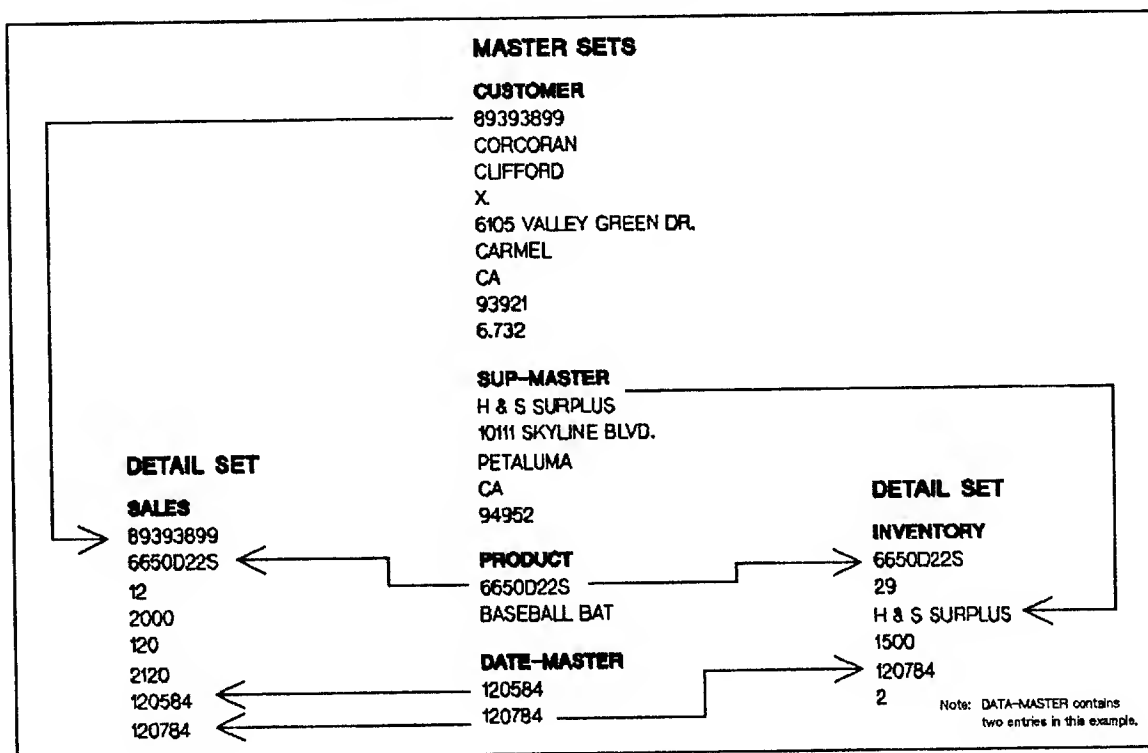 MASTER SETS
CUSTOMER
89393899
CORCORAN
CLIFFORD
X.
6105 VALLEY GREEN DR.
CARMEL
CA
93921
6.732
SUP-MASTER
H & S SURPLUS
10111 SKYLINE BLVD.
PETALUMA
CA
94952
PRODUCT
6650D22S
BASEBALL BAT
DATE-MASTER
120584
120784
DETAIL SET
SALES
89393899
6650D22S
12
2000
120
2120
120584
120784
DETAIL SET
INVENTORY
6650D22S
29
H & S SURPLUS
1500
120784
2
Note: DATA-MASTER contains
two entries in this example.